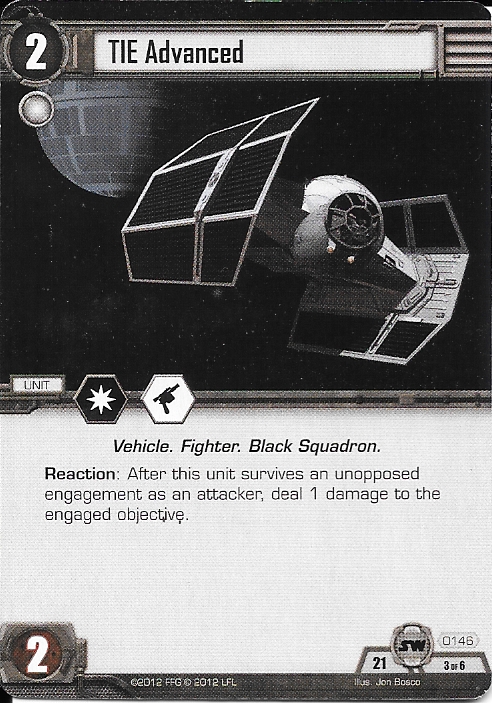 2
TIE Advanced
UNIT
Vehicle. Fighter. Black Squadron.
Reaction: After this unit survives an unopposed
engagement as an attacker, deal 1 damage to the
engaged objective.
2
SW
0146
21
3 OF 6
©2012 FFG © 2012 LFL
Illus. Jon Bosco